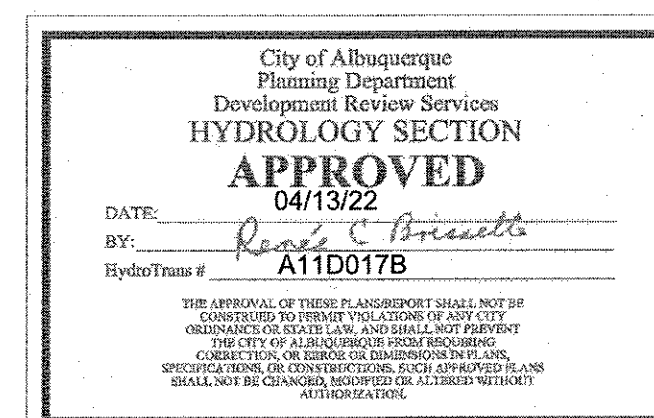 City of Albuquerque
Planning Department
Development Review Services
HYDROLOGY SECTION
APPROVED
DATE: 04/13/22
BY: Renée C Brissette
HydroTrans # A11D017B
THE APPROVAL OF THESE PLANS/REPORT SHALL NOT BE
CONSTRUED TO PERMIT VIOLATIONS OF ANY CITY
ORDINANCE OR STATE LAW, AND SHALL NOT PREVENT
THE CITY OF ALBUQUERQUE FROM REQUIRING
CORRECTION, OR ERROR OR DIMENSIONS IN PLANS,
SPECIFICATIONS, OR CONSTRUCTIONS. SUCH APPROVED PLANS
SHALL NOT BE CHANGED, MODIFIED OR ALTERED WITHOUT
AUTHORIZATION.